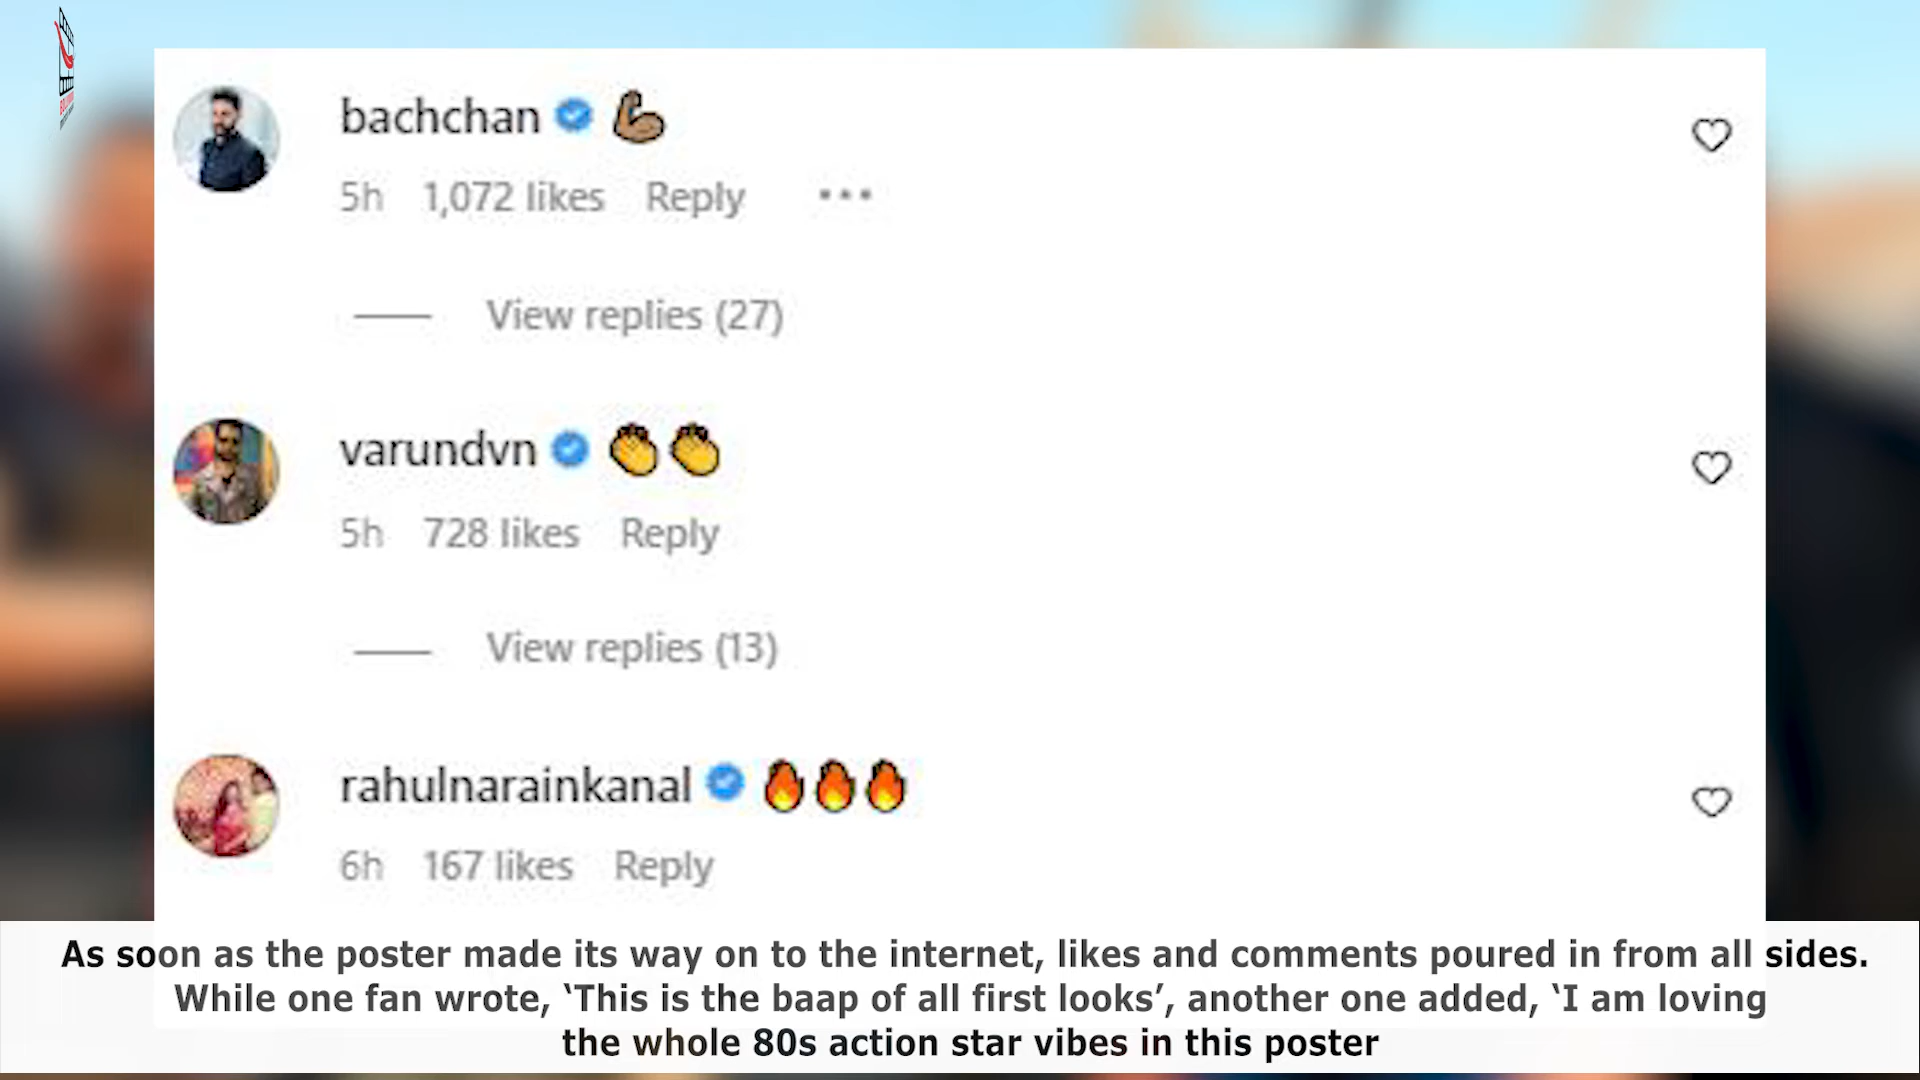 bachchan 💪🏽
5h 1,072 likes Reply •••
View replies (27)
varundvn 👏👏
5h 728 likes Reply
View replies (13)
rahulnarainkanal 🔥🔥🔥
6h 167 likes Reply
As soon as the poster made its way on to the internet, likes and comments poured in from all sides.
While one fan wrote, ‘This is the baap of all first looks’, another one added, ‘I am loving
the whole 80s action star vibes in this poster